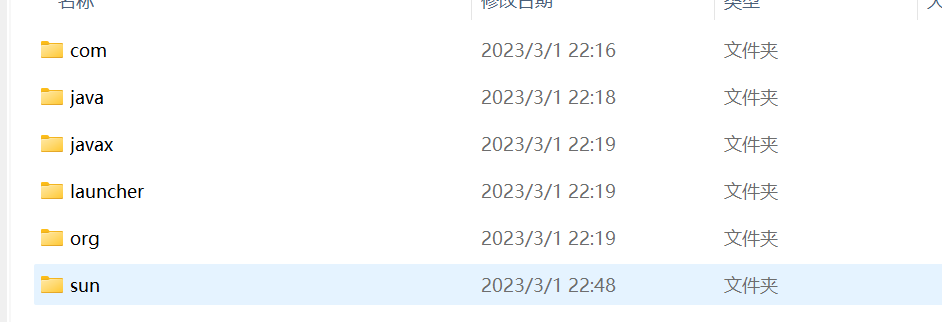 名称 修改日期 类型
com 2023/3/1 22:16 文件夹
java 2023/3/1 22:18 文件夹
javax 2023/3/1 22:19 文件夹
launcher 2023/3/1 22:19 文件夹
org 2023/3/1 22:19 文件夹
sun 2023/3/1 22:48 文件夹